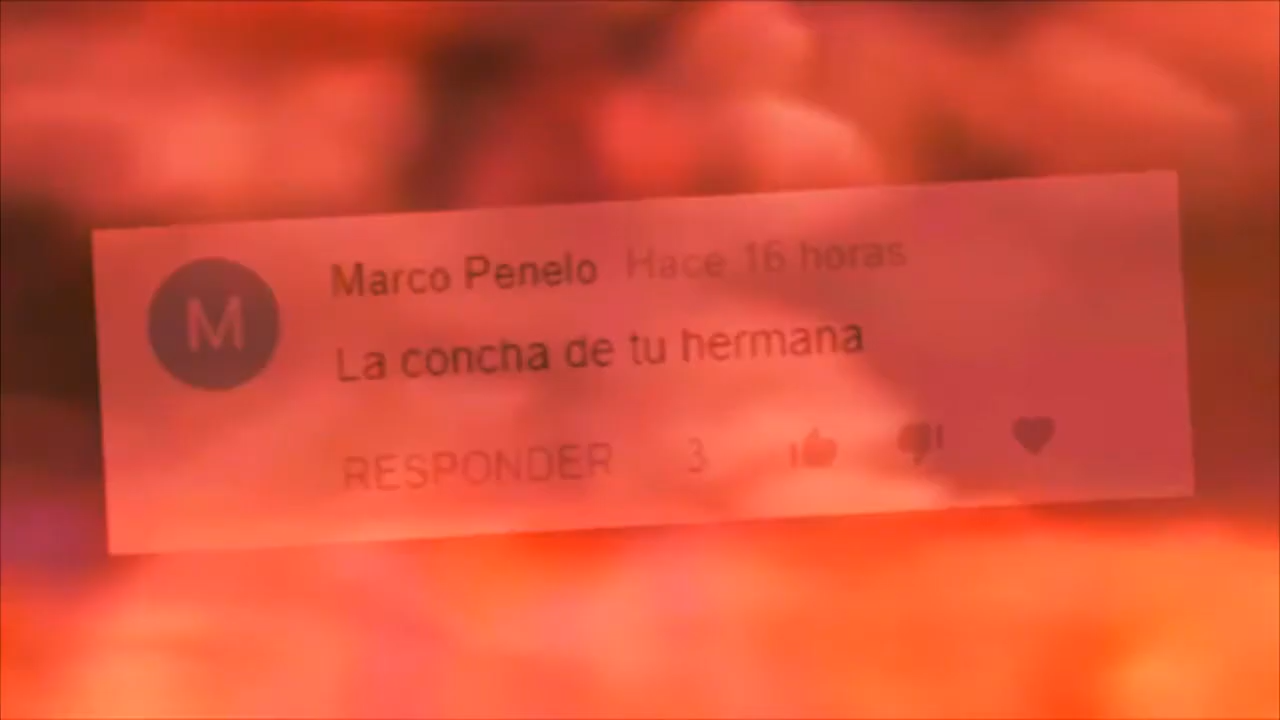 M
Marco Penelo Hace 16 horas
La concha de tu hermana
RESPONDER 3